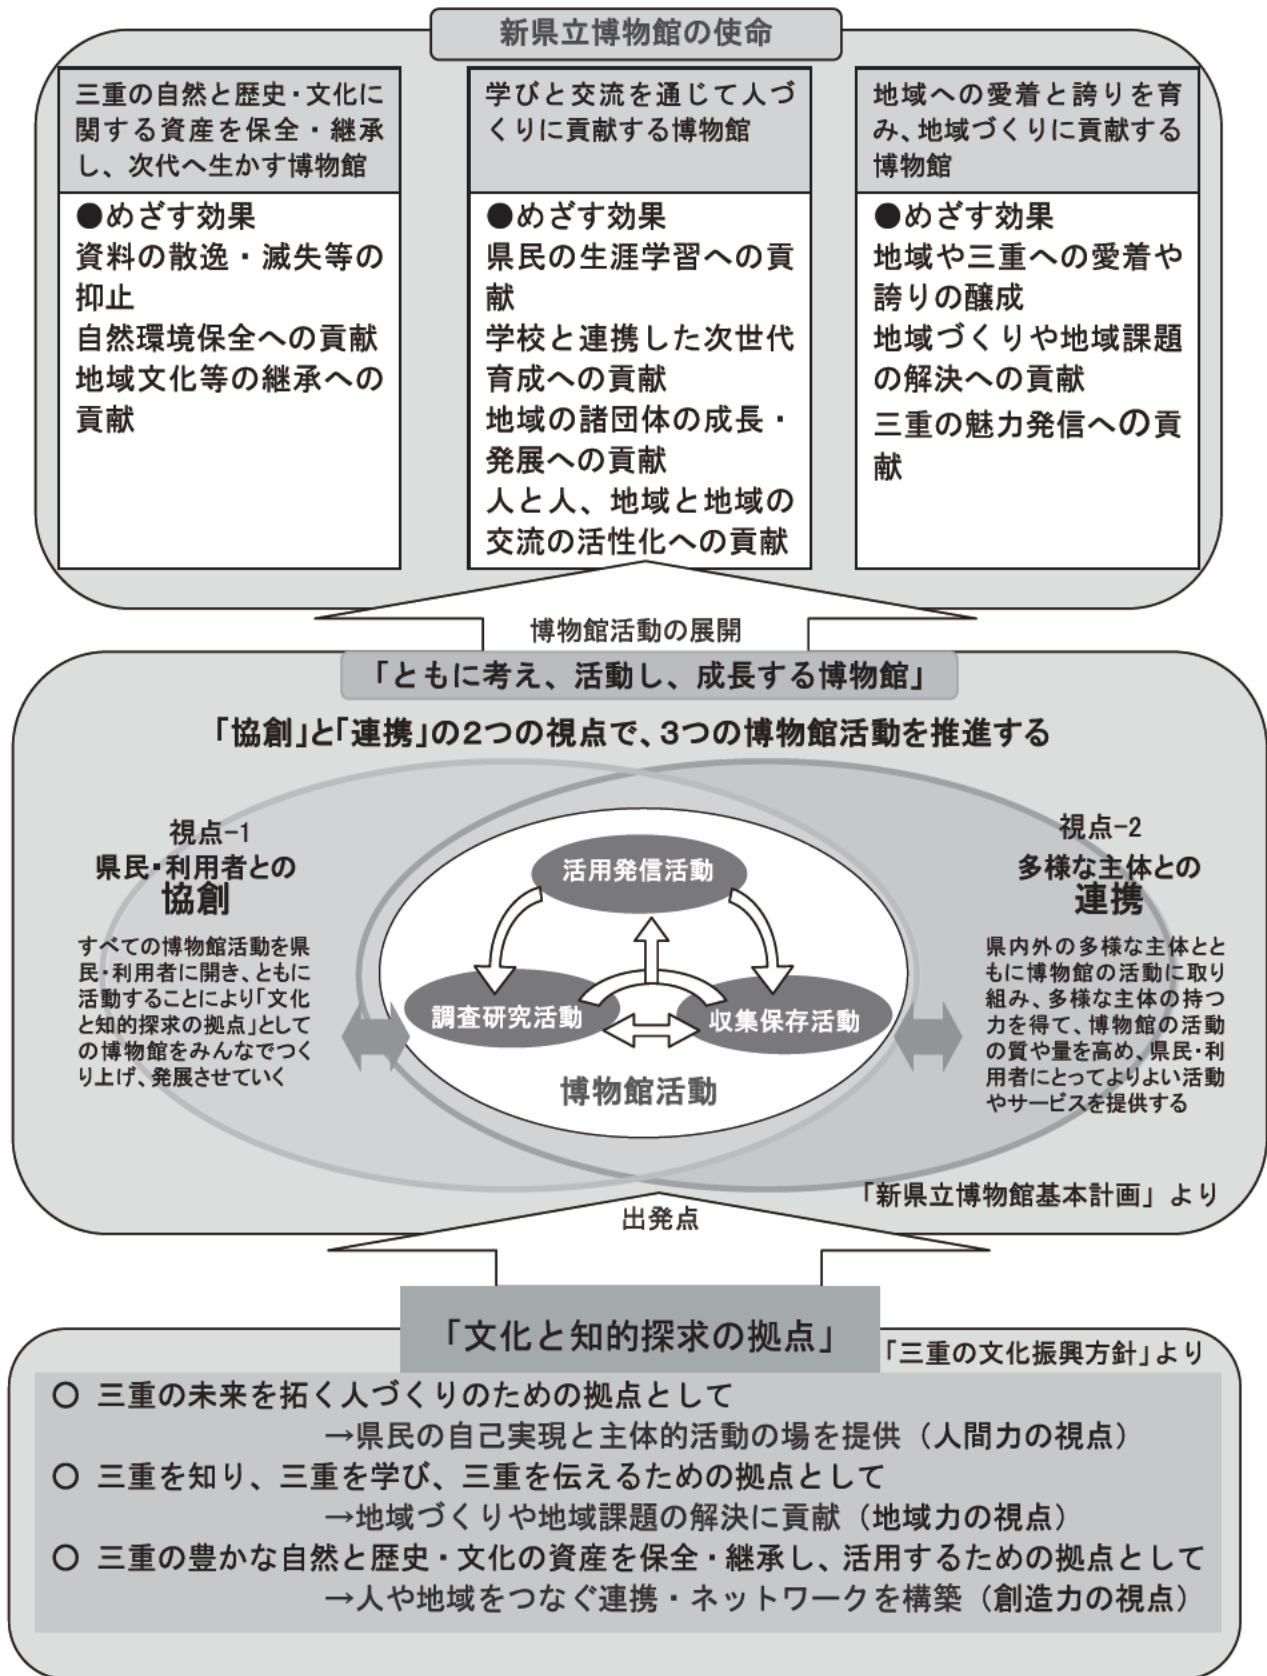 新県立博物館の使命
三重の自然と歴史・文化に
関する資産を保全・継承
し、次代へ生かす博物館
●めざす効果
資料の散逸・滅失等の
抑止
自然環境保全への貢献
地域文化等の継承への
貢献
学びと交流を通じて人づ
くりに貢献する博物館
●めざす効果
県民の生涯学習への貢
献
学校と連携した次世代
育成への貢献
地域の諸団体の成長・
発展への貢献
人と人、地域と地域の
交流の活性化への貢献
地域への愛着と誇りを育
み、地域づくりに貢献する
博物館
●めざす効果
地域や三重への愛着や
誇りの醸成
地域づくりや地域課題
の解決への貢献
三重の魅力発信への貢
献
博物館活動の展開
「ともに考え、活動し、成長する博物館」
「協創」と「連携」の2つの視点で、3つの博物館活動を推進する
視点-1
県民・利用者との
協創
すべての博物館活動を県
民・利用者に開き、ともに
活動することにより「文化
と知的探求の拠点」として
の博物館をみんなでつく
り上げ、発展させていく
活用発信活動
調査研究活動
収集保存活動
博物館活動
視点-2
多様な主体との
連携
県内外の多様な主体とと
もに博物館の活動に取り
組み、多様な主体の持つ
力を得て、博物館の活動
の質や量を高め、県民・利
用者にとってよりよい活動
やサービスを提供する
「新県立博物館基本計画」より
出発点
「文化と知的探求の拠点」
「三重の文化振興方針」より
○ 三重の未来を拓く人づくりのための拠点として
→県民の自己実現と主体的活動の場を提供（人間力の視点）
○ 三重を知り、三重を学び、三重を伝えるための拠点として
→地域づくりや地域課題の解決に貢献（地域力の視点）
○ 三重の豊かな自然と歴史・文化の資産を保全・継承し、活用するための拠点として
→人や地域をつなぐ連携・ネットワークを構築（創造力の視点）